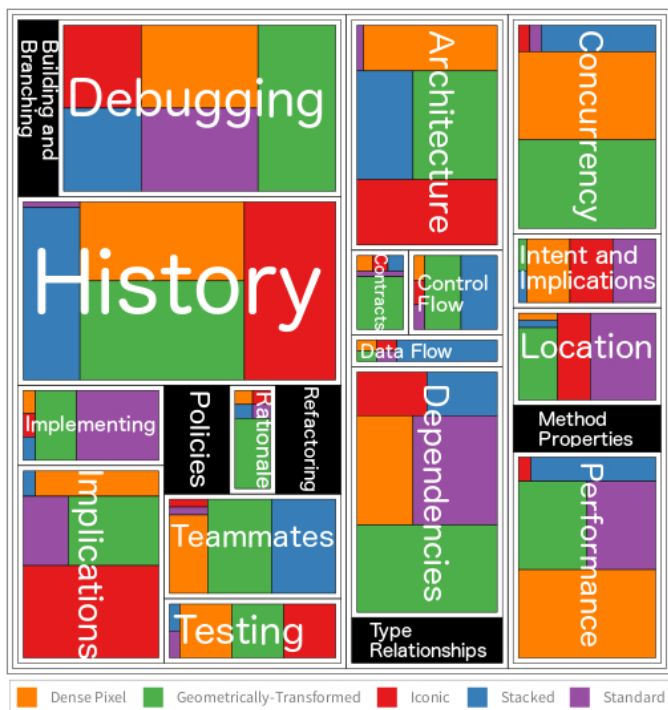 Building and
Branching
Debugging
History
Implementing
Policies
Rationale
Refactoring
Implications
Teammates
Testing
Architecture
Contracts
Control
Flow
Data Flow
Dependencies
Type
Relationships
Concurrency
Intent and
Implications
Location
Method
Properties
Performance
Dense Pixel
Geometrically-Transformed
Iconic
Stacked
Standard